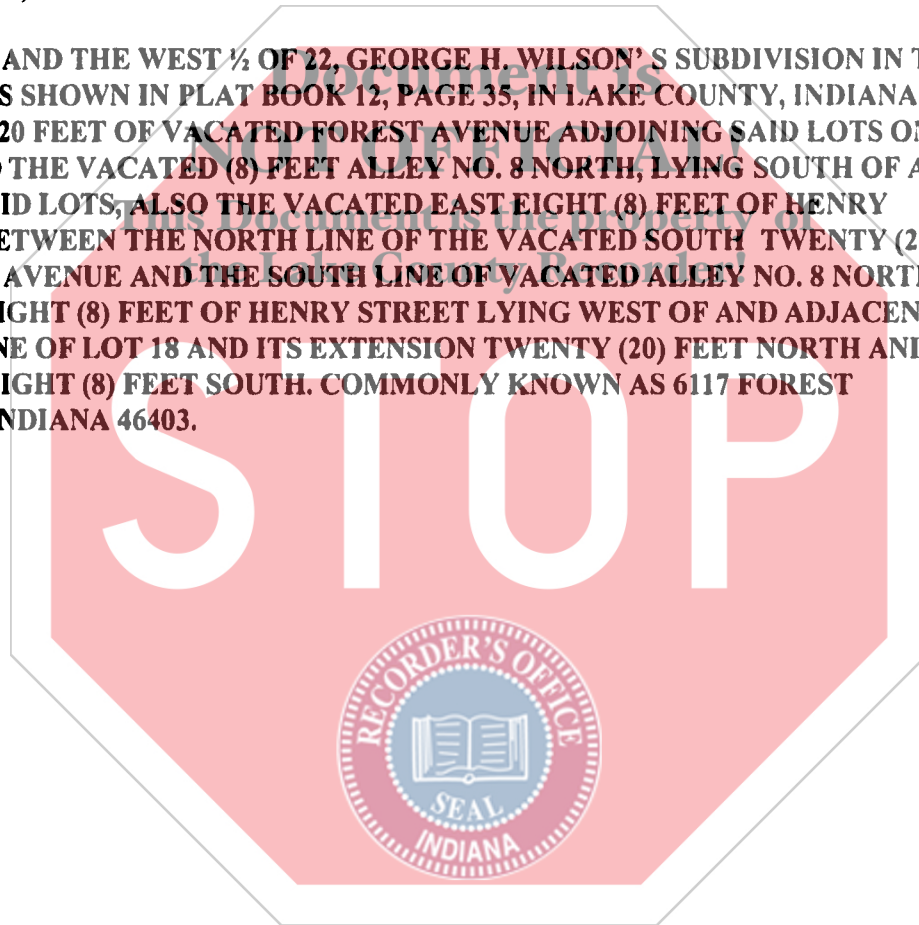 AND THE WEST ½ OF 22, GEORGE H. WILSON' S SUBDIVISION IN T
S SHOWN IN PLAT BOOK 12, PAGE 35, IN LAKE COUNTY, INDIANA
20 FEET OF VACATED FOREST AVENUE ADJOINING SAID LOTS ON
THE VACATED (8) FEET ALLEY NO. 8 NORTH, LYING SOUTH OF A
ID LOTS, ALSO THE VACATED EAST EIGHT (8) FEET OF HENRY
ETWEEN THE NORTH LINE OF THE VACATED SOUTH TWENTY (2
AVENUE AND THE SOUTH LINE OF VACATED ALLEY NO. 8 NORTH
IGHT (8) FEET OF HENRY STREET LYING WEST OF AND ADJACEN
NE OF LOT 18 AND ITS EXTENSION TWENTY (20) FEET NORTH AND
IGHT (8) FEET SOUTH. COMMONLY KNOWN AS 6117 FOREST
NDIANA 46403.
Document is
NOT OFFICIAL!
This Document is the property of
the Lake County Recorder!
STOP
RECORDER'S OFFICE
SEAL
INDIANA